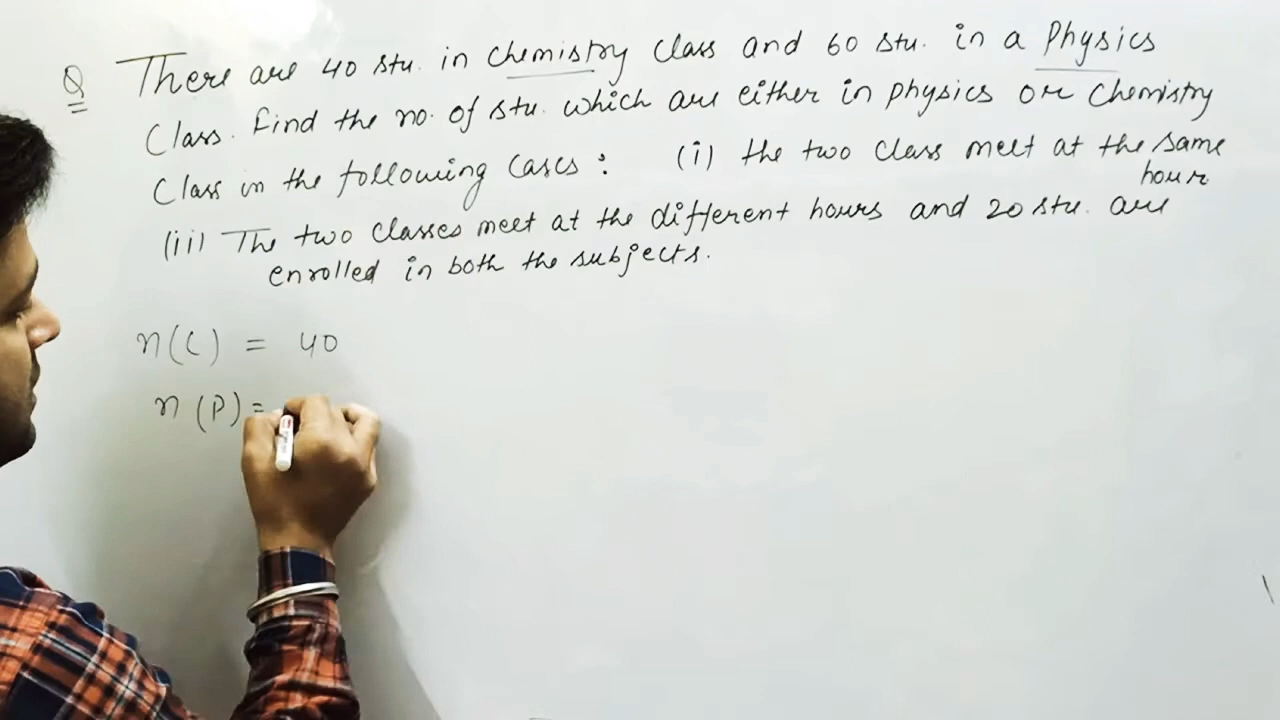 Q There are 40 stu. in Chemistry Class and 60 stu. in a Physics
Class. find the no. of stu. which are either in physics or chemistry
Class in the following Cases : (i) the two Class meet at the same
hour
(iii) The two classes meet at the different hours and 20 stu. are
enrolled in both the subjects.
n(C) = 40
n(P) =